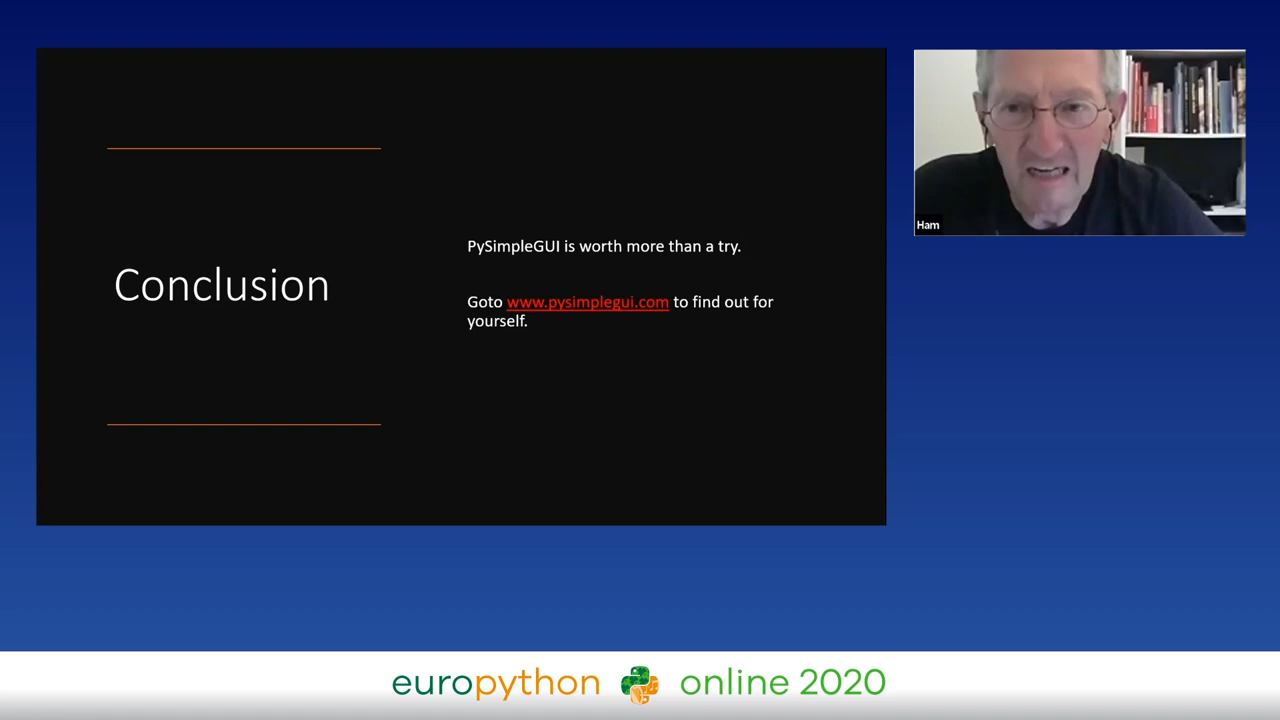 Conclusion
PySimpleGUI is worth more than a try.
Goto www.pysimplegui.com to find out for
yourself.
Ham
europython online 2020